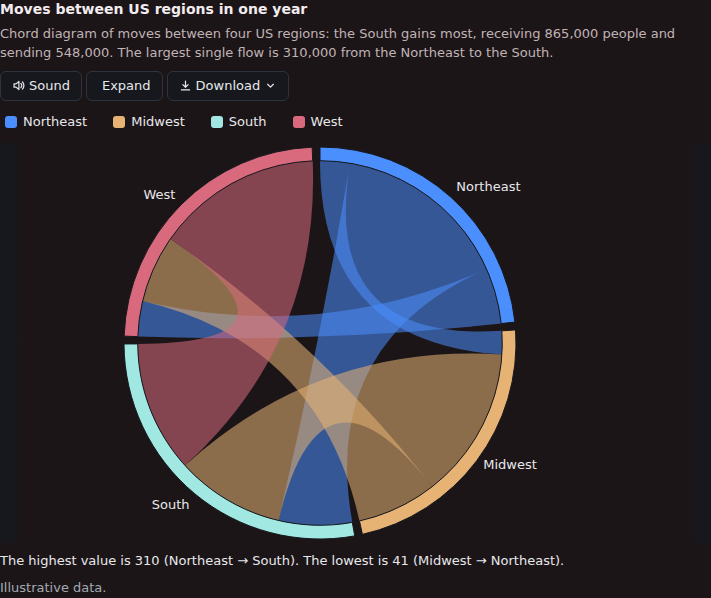 Moves between US regions in one year
Chord diagram of moves between four US regions: the South gains most, receiving 865,000 people and
sending 548,000. The largest single flow is 310,000 from the Northeast to the South.
Sound Expand Download
Northeast Midwest South West
West
Northeast
Midwest
South
The highest value is 310 (Northeast → South). The lowest is 41 (Midwest → Northeast).
Illustrative data.